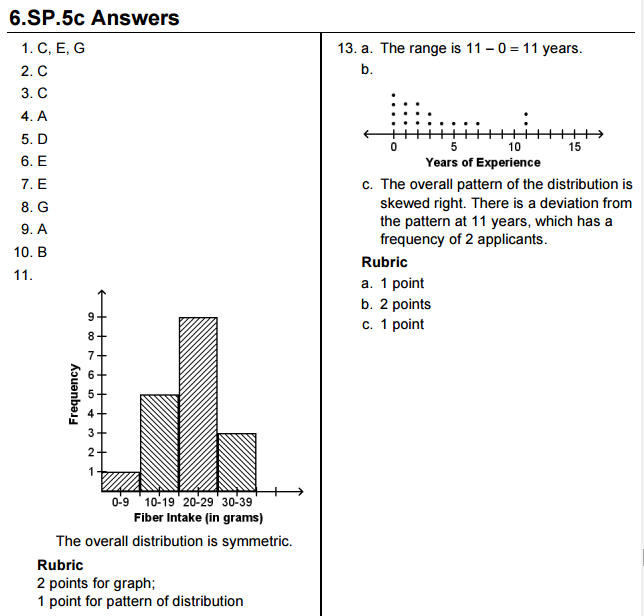 6.SP.5c Answers
1. C, E, G
2. C
3. C
4. A
5. D
6. E
7. E
8. G
9. A
10. B
11.
9
8
7
6
5
4
3
2
1
Frequency
0-9 10-19 20-29 30-39
Fiber Intake (in grams)
The overall distribution is symmetric.
Rubric
2 points for graph;
1 point for pattern of distribution
13. a. The range is 11 – 0 = 11 years.
b.
0 5 10 15
Years of Experience
c. The overall pattern of the distribution is
skewed right. There is a deviation from
the pattern at 11 years, which has a
frequency of 2 applicants.
Rubric
a. 1 point
b. 2 points
c. 1 point